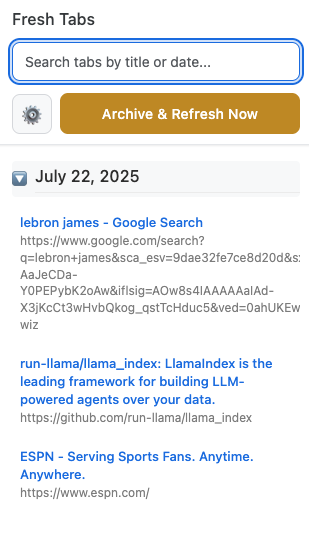 Fresh Tabs
Search tabs by title or date...
Archive & Refresh Now
July 22, 2025
lebron james - Google Search
https://www.google.com/search?
q=lebron+james&sca_esv=9dae32fe7ce8d20d&s
AaJeCDa-
Y0PEPybK2oAw&iflsig=AOw8s4IAAAAAaIAd-
X3jKcCt3wHvbQkog_qstTcHduc5&ved=0ahUKEw
wiz
run-llama/llama_index: LlamaIndex is the
leading framework for building LLM-
powered agents over your data.
https://github.com/run-llama/llama_index
ESPN - Serving Sports Fans. Anytime.
Anywhere.
https://www.espn.com/